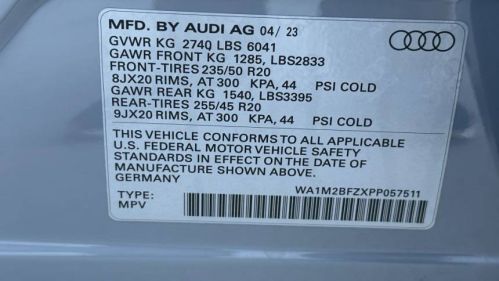 MFD. BY AUDI AG 04/ 23
GVWR KG 2740 LBS 6041
GAWR FRONT KG 1285, LBS2833
FRONT-TIRES 235/50 R20
8JX20 RIMS, AT 300 KPA, 44 PSI COLD
GAWR REAR KG 1540, LBS3395
REAR-TIRES 255/45 R20
9JX20 RIMS, AT 300 KPA, 44 PSI COLD
THIS VEHICLE CONFORMS TO ALL APPLICABLE
U.S. FEDERAL MOTOR VEHICLE SAFETY
STANDARDS IN EFFECT ON THE DATE OF
MANUFACTURE SHOWN ABOVE.
GERMANY
WA1M2BFZXPP057511
TYPE:
MPV